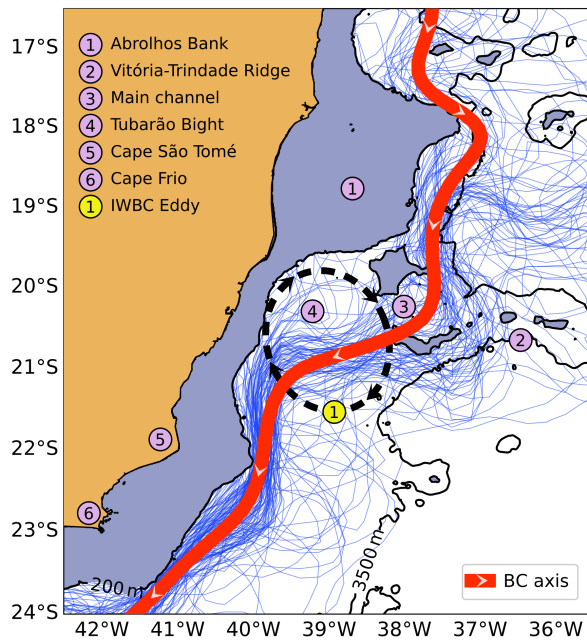 17°S
18°S
19°S
20°S
21°S
22°S
23°S
24°S
1 Abrolhos Bank
2 Vitória-Trindade Ridge
3 Main channel
4 Tubarão Bight
5 Cape São Tomé
6 Cape Frio
1 IWBC Eddy
1
4
3
2
1
5
6
200 m
3500 m
BC axis
42°W 41°W 40°W 39°W 38°W 37°W 36°W